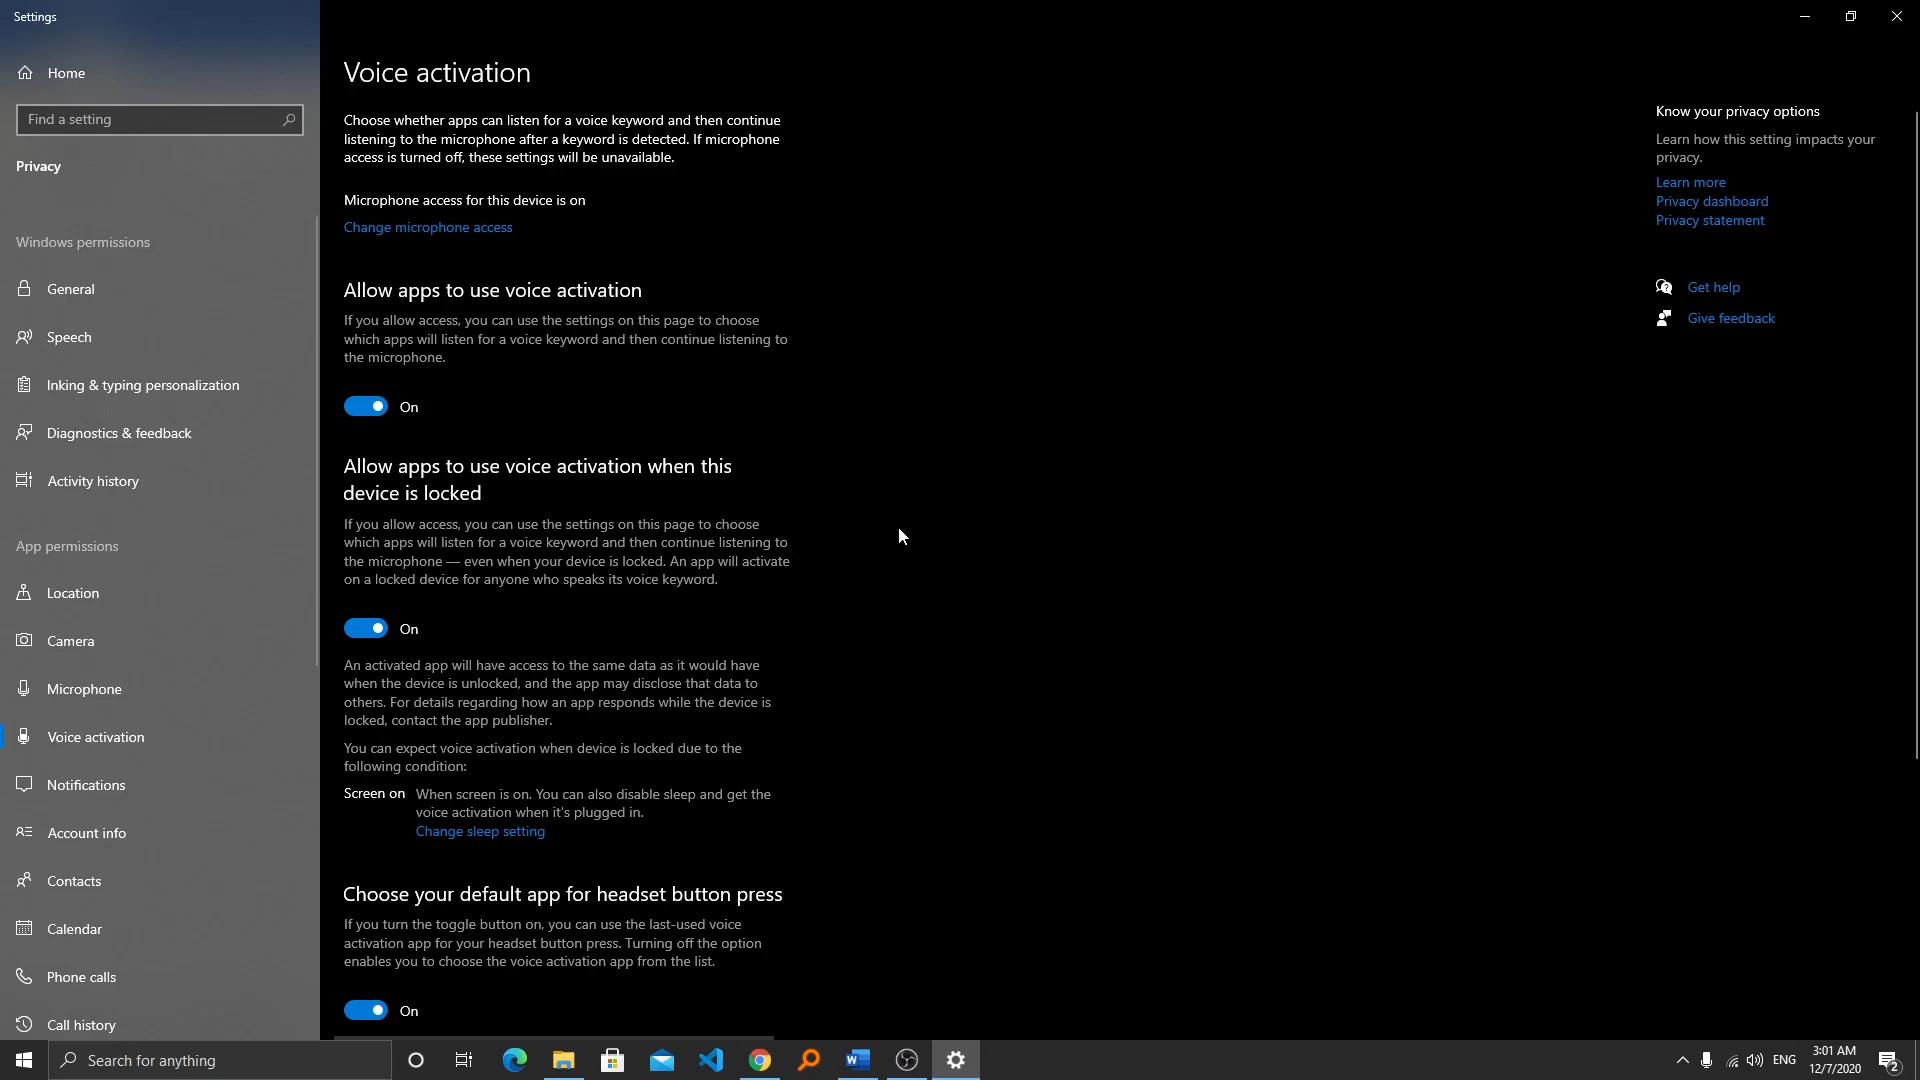 Settings
Home
Find a setting
Privacy
Windows permissions
General
Speech
Inking & typing personalization
Diagnostics & feedback
Activity history
App permissions
Location
Camera
Microphone
Voice activation
Notifications
Account info
Contacts
Calendar
Phone calls
Call history
Voice activation
Choose whether apps can listen for a voice keyword and then continue
listening to the microphone after a keyword is detected. If microphone
access is turned off, these settings will be unavailable.
Microphone access for this device is on
Change microphone access
Allow apps to use voice activation
If you allow access, you can use the settings on this page to choose
which apps will listen for a voice keyword and then continue listening to
the microphone.
On
Allow apps to use voice activation when this
device is locked
If you allow access, you can use the settings on this page to choose
which apps will listen for a voice keyword and then continue listening to
the microphone — even when your device is locked. An app will activate
on a locked device for anyone who speaks its voice keyword.
On
An activated app will have access to the same data as it would have
when the device is unlocked, and the app may disclose that data to
others. For details regarding how an app responds while the device is
locked, contact the app publisher.
You can expect voice activation when device is locked due to the
following condition:
Screen on When screen is on. You can also disable sleep and get the
voice activation when it's plugged in.
Change sleep setting
Choose your default app for headset button press
If you turn the toggle button on, you can use the last-used voice
activation app for your headset button press. Turning off the option
enables you to choose the voice activation app from the list.
On
Know your privacy options
Learn how this setting impacts your
privacy.
Learn more
Privacy dashboard
Privacy statement
Get help
Give feedback
Search for anything
W
ENG
3:01 AM
12/7/2020
2